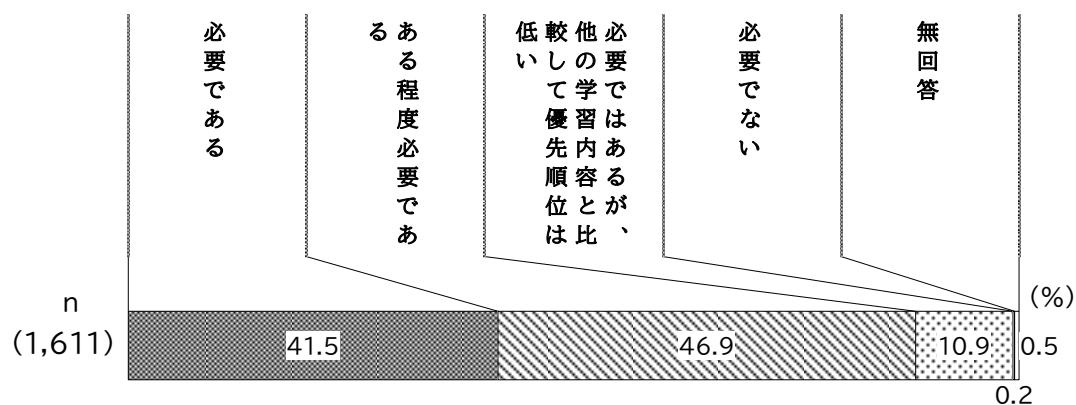 必要である
ある程度必要であ
る
必要ではあるが、
他の学習内容と比
較して優先順位は
低い
必要でない
無回答
n
(1,611)
(%)
41.5
46.9
10.9
0.5
0.2